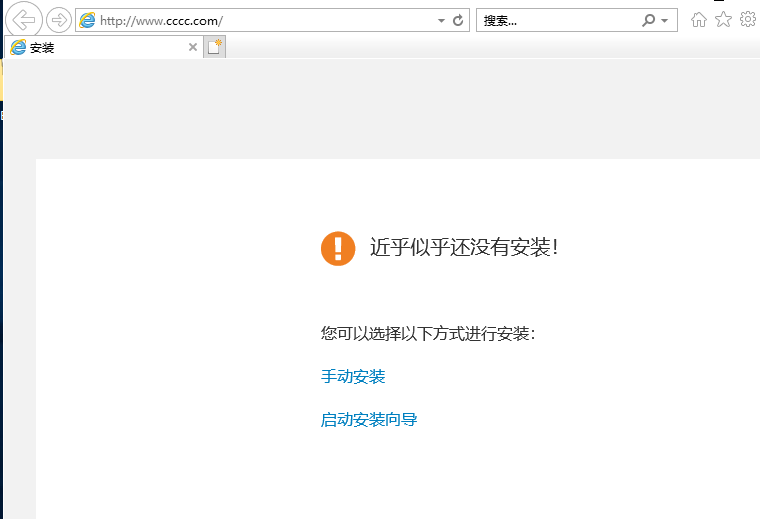 http://www.cccc.com/
搜索...
安装
近乎似乎还没有安装!
您可以选择以下方式进行安装:
手动安装
启动安装向导